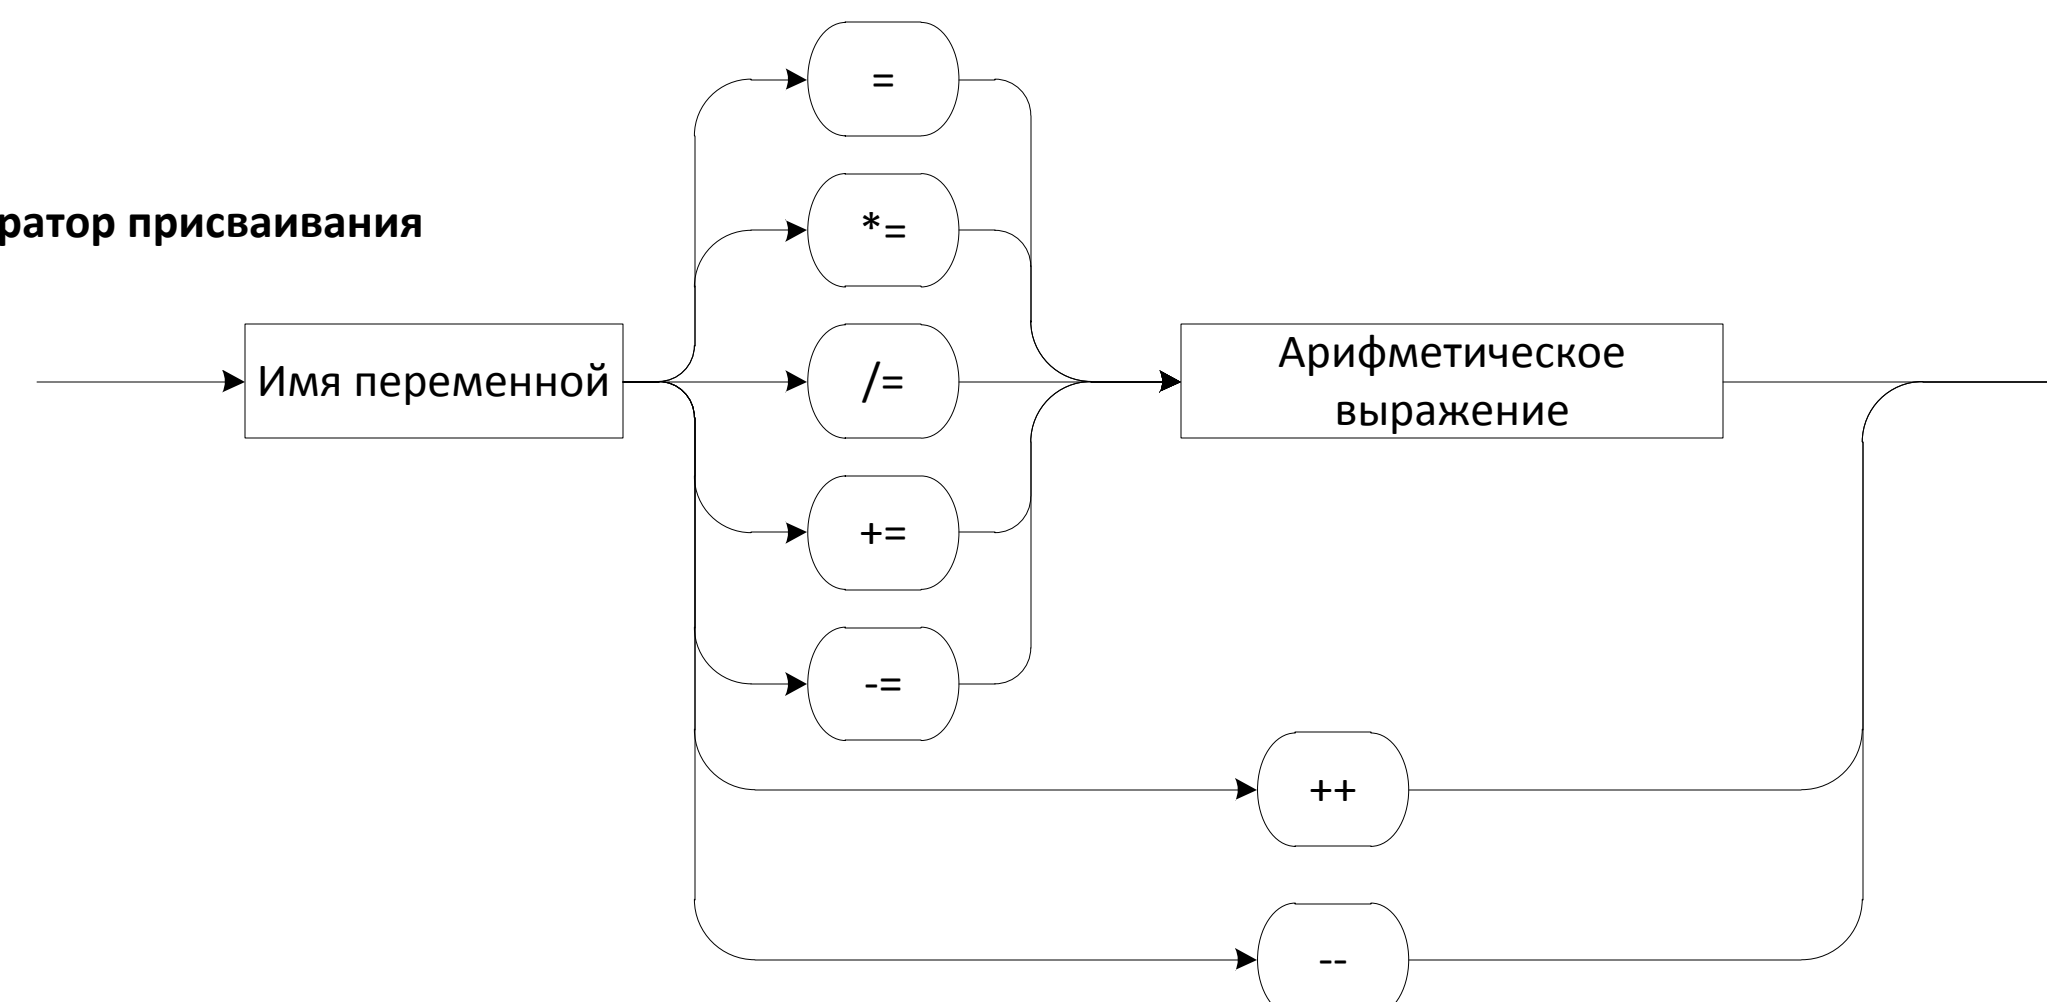 =
*=
ратор присваивания
Имя переменной
/=
Арифметическое
выражение
+=
-=
++
--